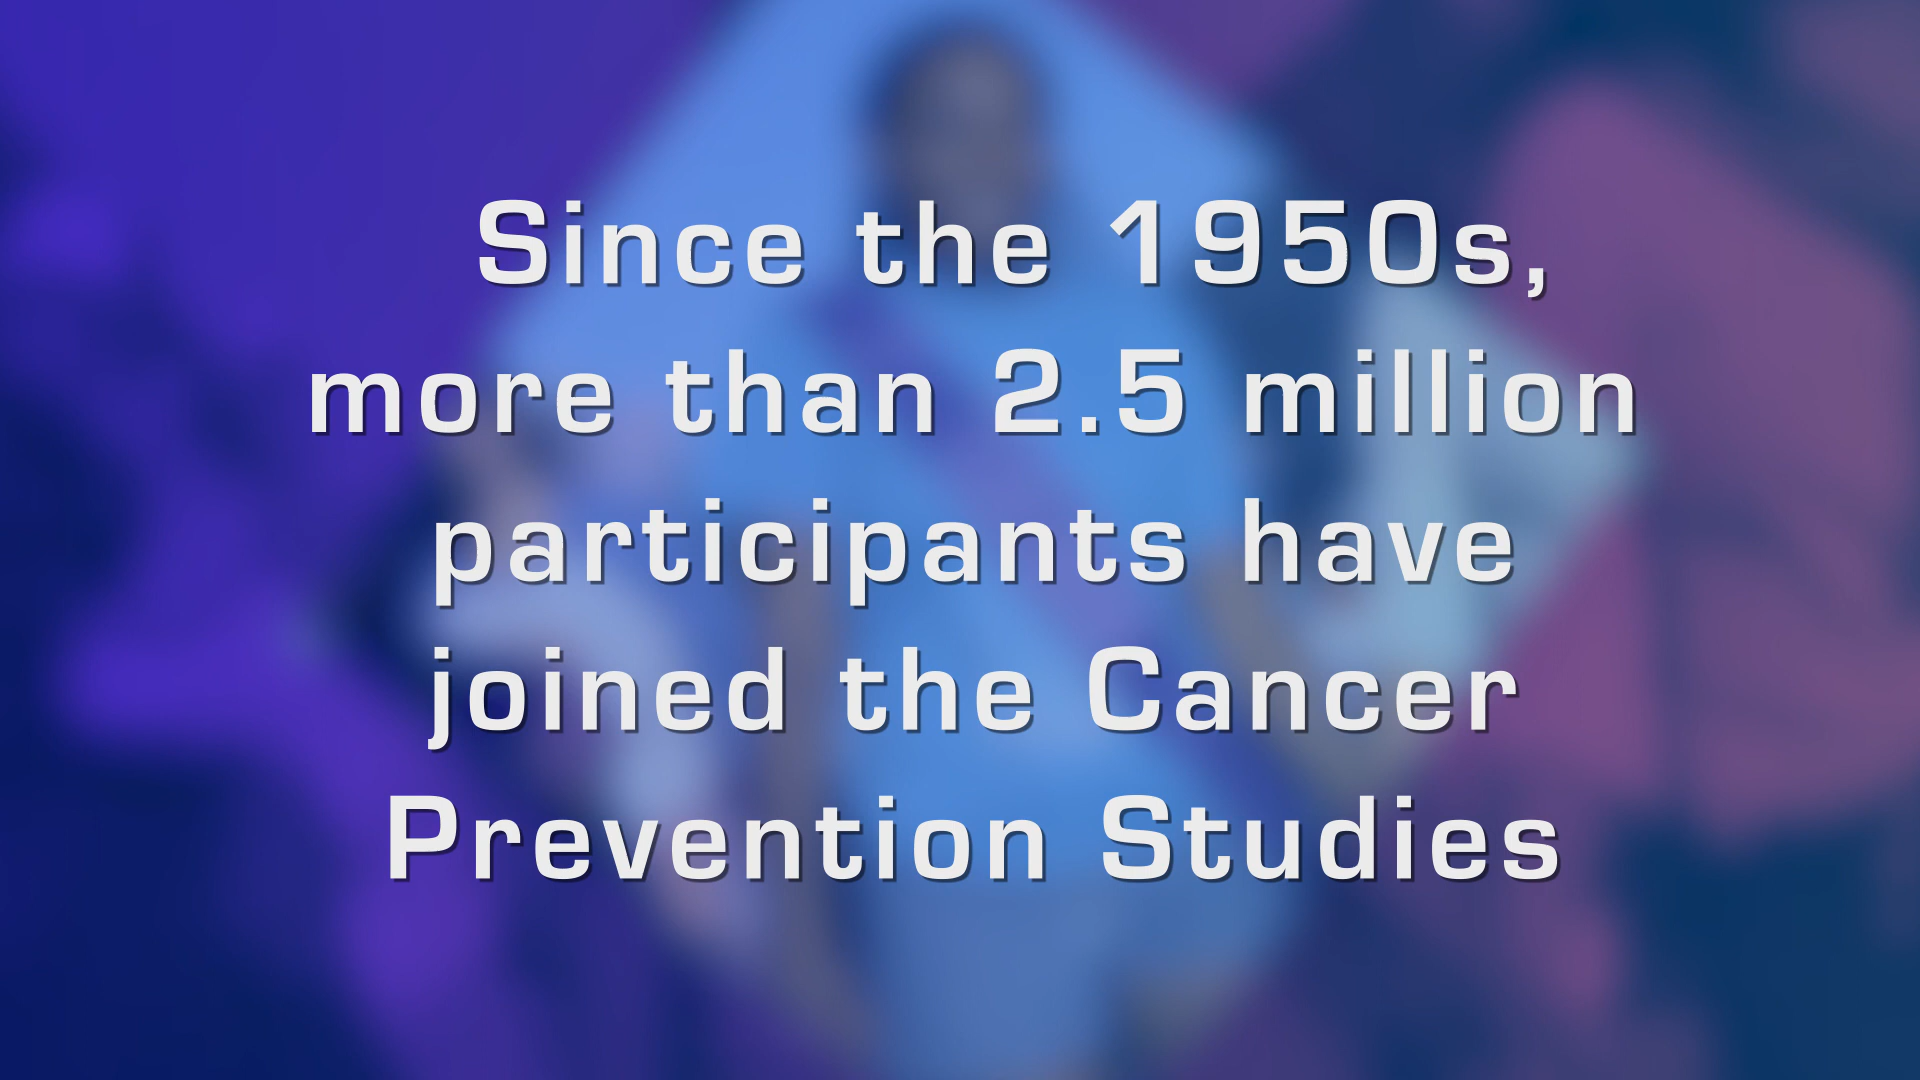 Since the 1950s,
more than 2.5 million
participants have
joined the Cancer
Prevention Studies